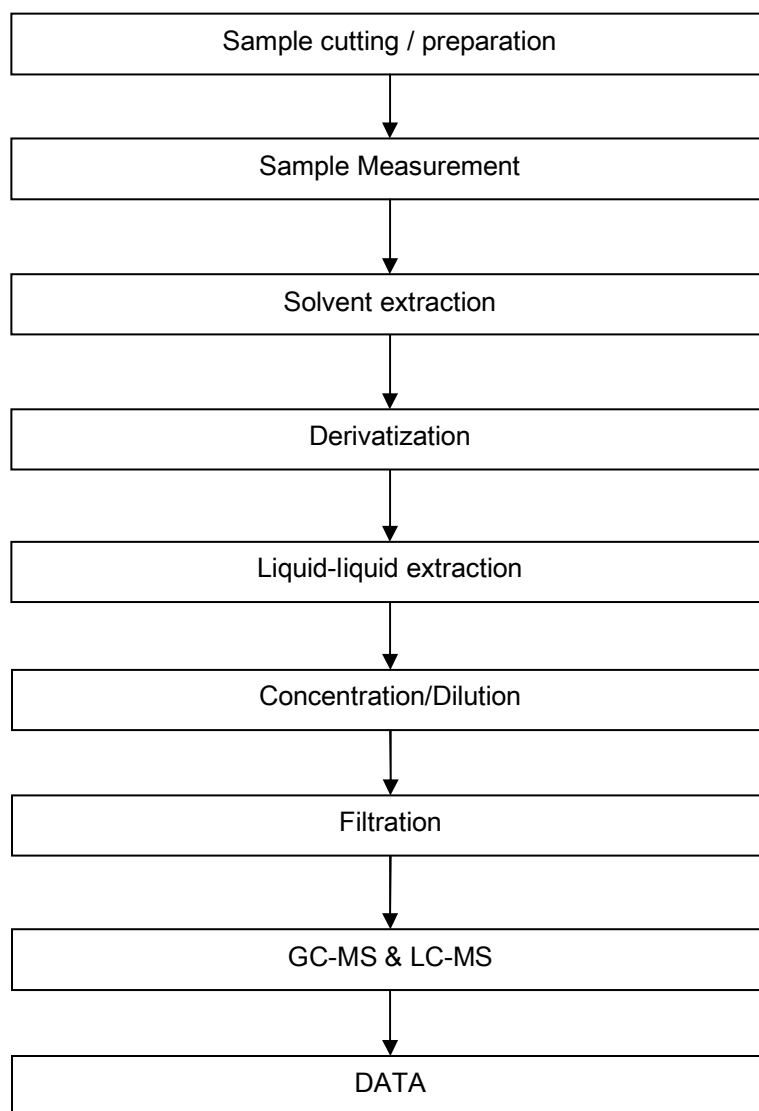 Sample cutting / preparation
Sample Measurement
Solvent extraction
Derivatization
Liquid-liquid extraction
Concentration/Dilution
Filtration
GC-MS & LC-MS
DATA